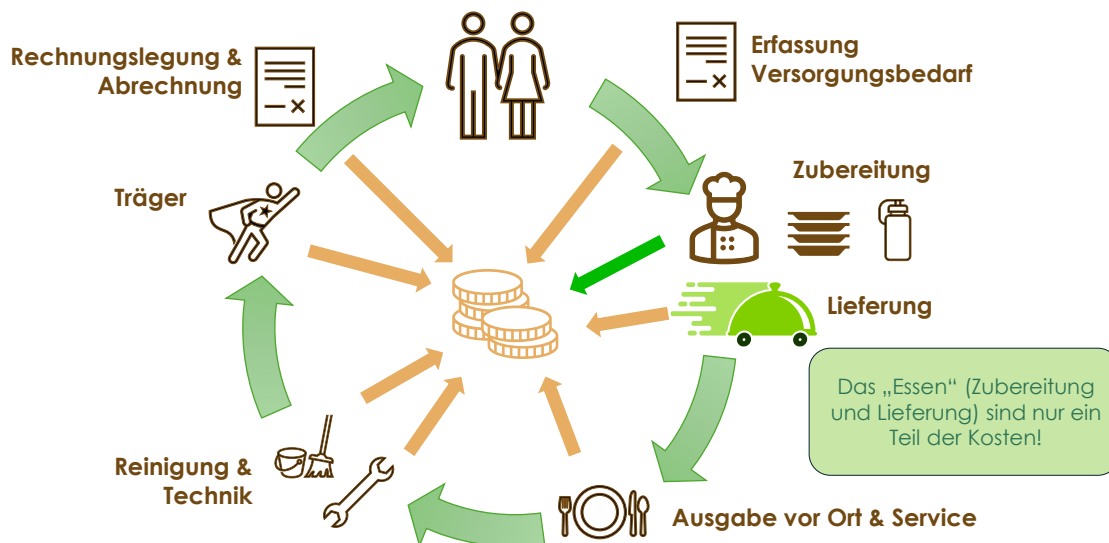 Rechnungslegung &
Abrechnung
Erfassung
Versorgungsbedarf
Träger
Zubereitung
Lieferung
Das „Essen“ (Zubereitung
und Lieferung) sind nur ein
Teil der Kosten!
Reinigung &
Technik
Ausgabe vor Ort & Service